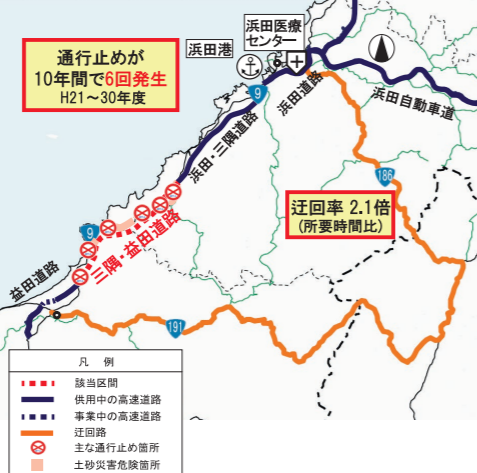 通行止めが
10年間で6回発生
H21～30年度
浜田港
浜田医療
センター
浜田道路
浜田自動車道
9
浜田・三隅道路
186
迂回率 2.1倍
(所要時間比)
9
三隅・益田道路
益田道路
191
凡 例
該当区間
供用中の高速道路
事業中の高速道路
迂回路
主な通行止め箇所
土砂災害危険箇所